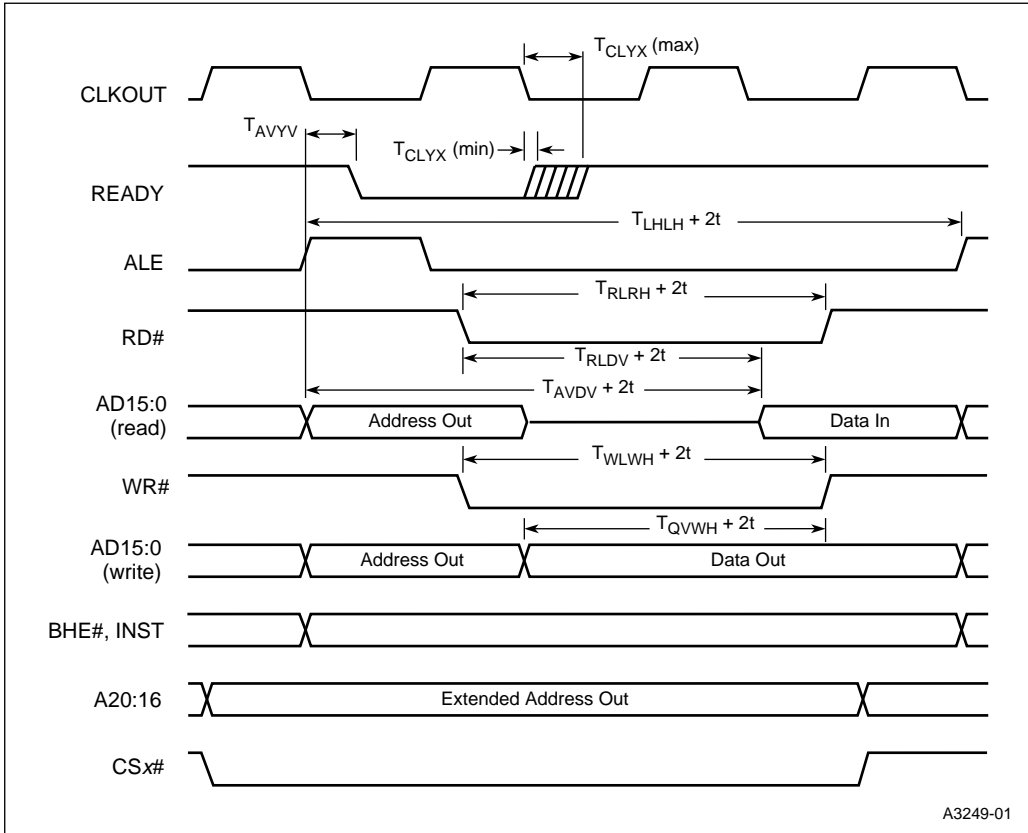 T_CLYX (max)
CLKOUT
T_AVYV
T_CLYX (min)
READY
T_LHLH + 2t
ALE
T_RLRH + 2t
RD#
T_RLDV + 2t
T_AVDV + 2t
AD15:0
(read)
Address Out
Data In
T_WLWH + 2t
WR#
T_QVWH + 2t
AD15:0
(write)
Address Out
Data Out
BHE#, INST
A20:16
Extended Address Out
CSx#
A3249-01